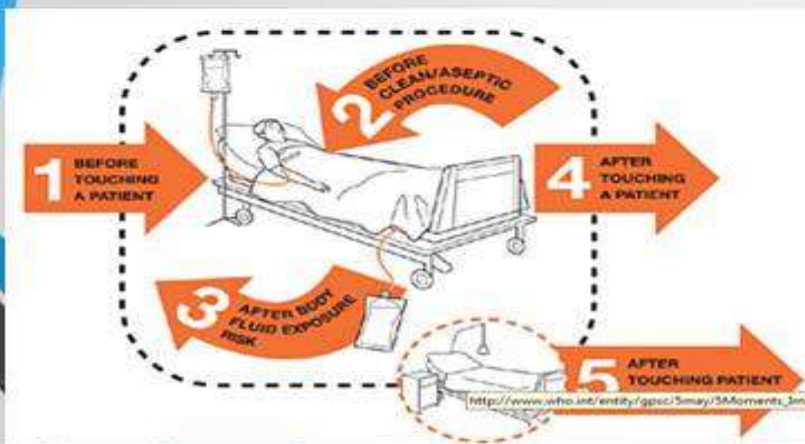 1
BEFORE
TOUCHING
A PATIENT
2
BEFORE
CLEAN/ASEPTIC
PROCEDURE
3
AFTER BODY
FLUID EXPOSURE
RISK
4
AFTER
TOUCHING
A PATIENT
5
AFTER
TOUCHING PATIENT
http://www.who.int/entity/gpsc/5may/5Moments_Im